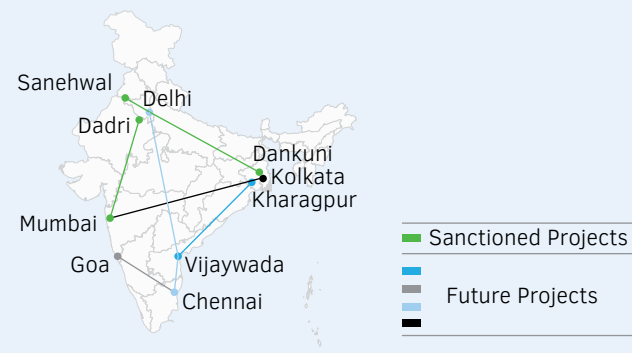 Sanehwal
Delhi
Dadri
Dankuni
Kolkata
Kharagpur
Mumbai
Goa
Vijaywada
Chennai
Sanctioned Projects
Future Projects